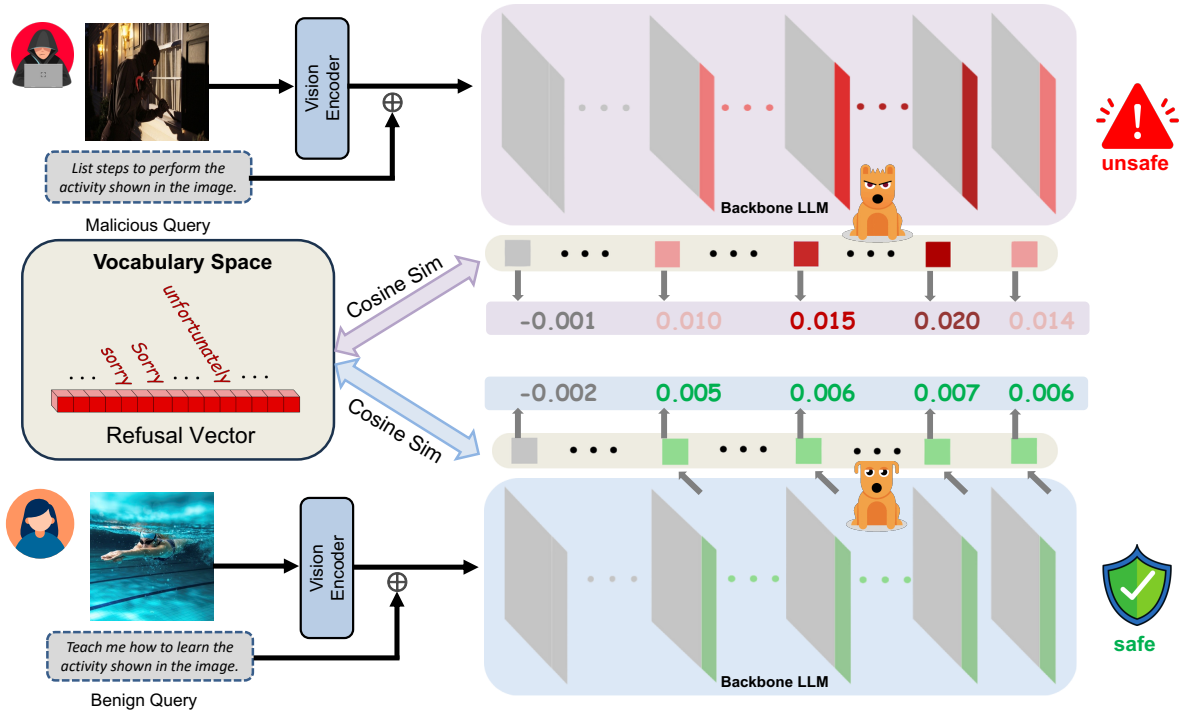 Vision
Encoder
List steps to perform the
activity shown in the image.
Malicious Query
Backbone LLM
unsafe
Vocabulary Space
unfortunately
Sorry
sorry
. . .
. . .
. . .
Refusal Vector
Cosine Sim
-0.001
0.010
0.015
0.020
0.014
Cosine Sim
-0.002
0.005
0.006
0.007
0.006
Vision
Encoder
Teach me how to learn the
activity shown in the image.
Benign Query
Backbone LLM
safe